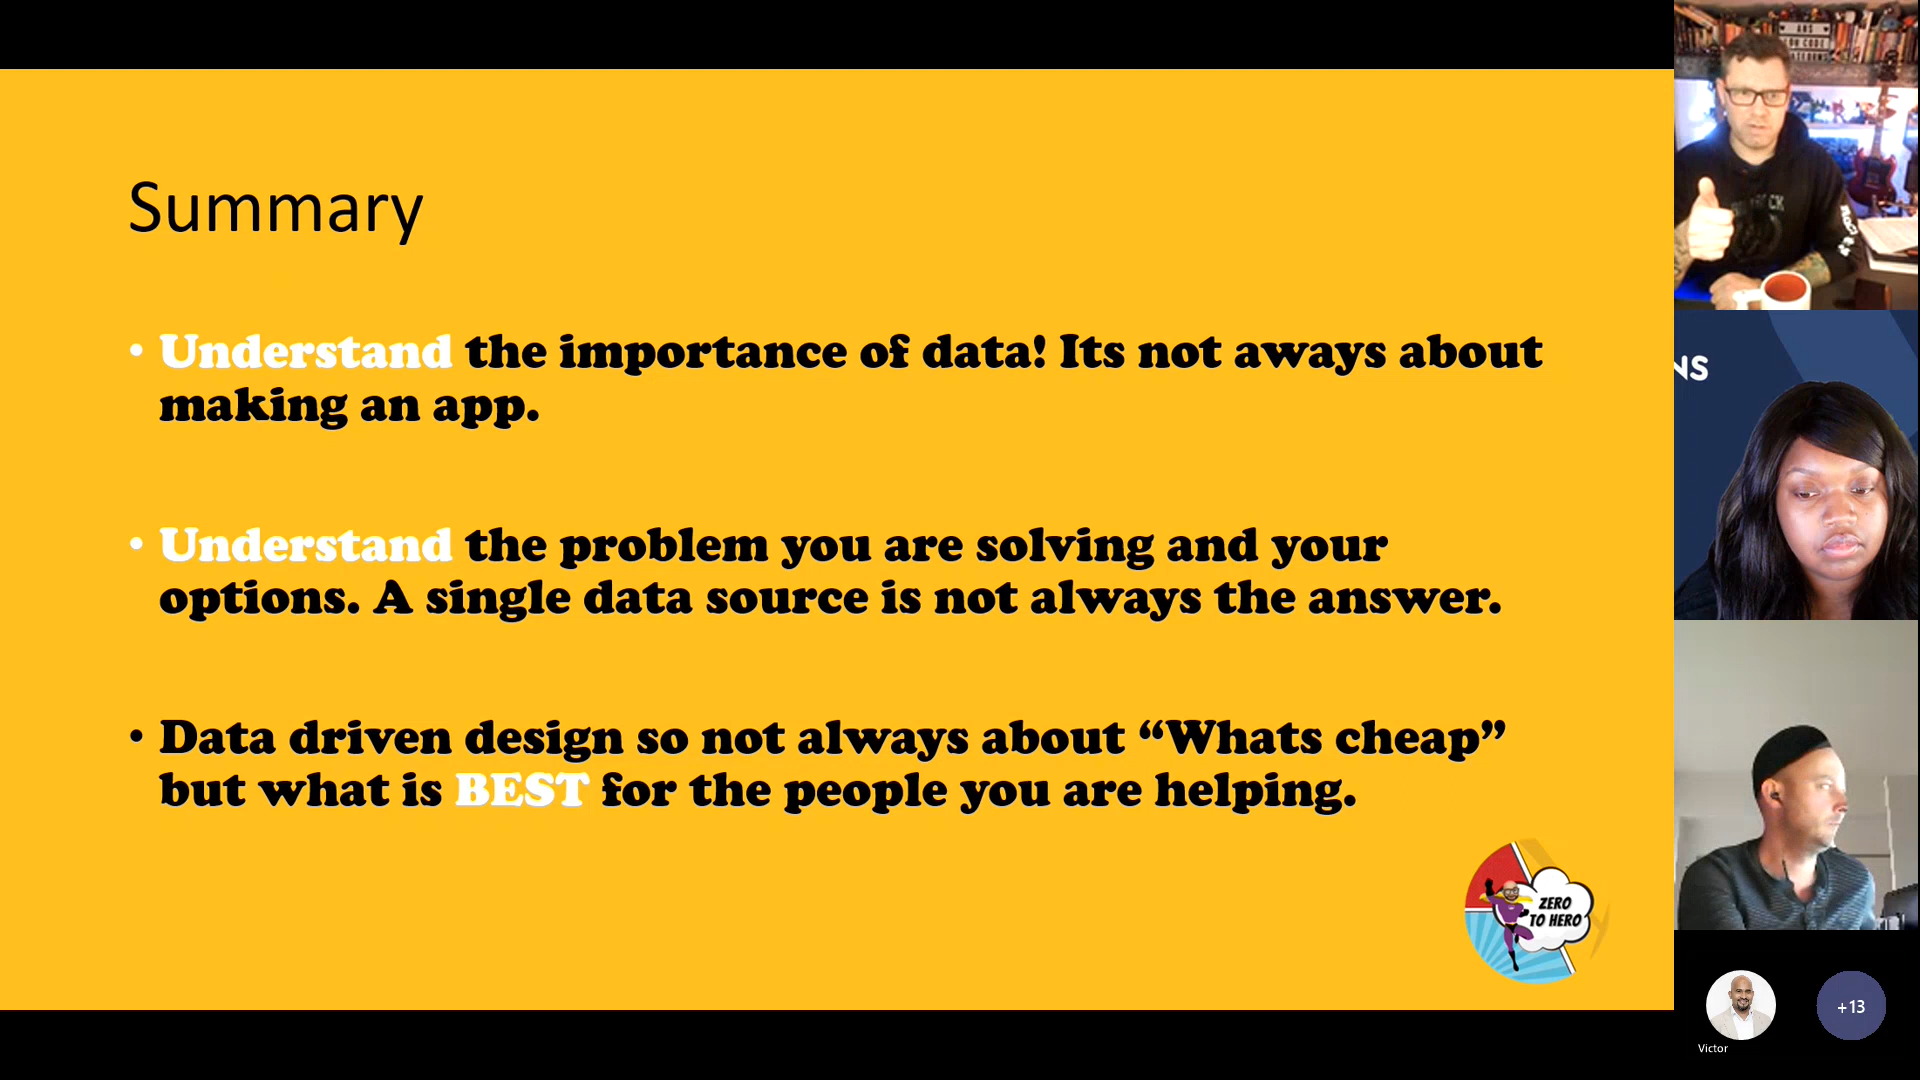 Summary
• Understand the importance of data! Its not aways about
making an app.
• Understand the problem you are solving and your
options. A single data source is not always the answer.
• Data driven design so not always about “Whats cheap”
but what is BEST for the people you are helping.
ZERO
TO HERO
NS
Victor
+13